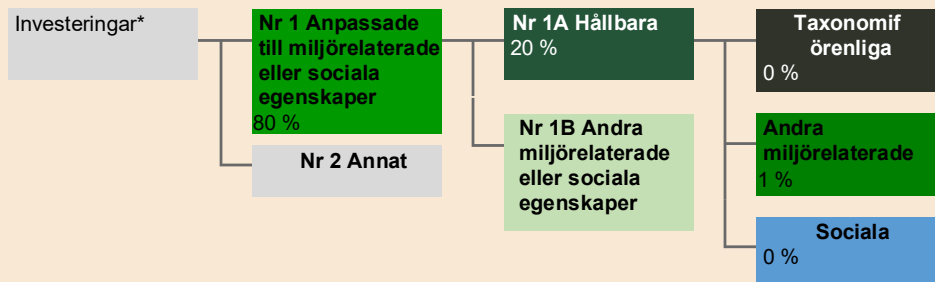 Investeringar*
Nr 1 Anpassade
till miljörelaterade
eller sociala
egenskaper
80 %
Nr 2 Annat
Nr 1A Hållbara
20 %
Nr 1B Andra
miljörelaterade
eller sociala
egenskaper
Taxonomif
örenliga
0 %
Andra
miljörelaterade
1 %
Sociala
0 %